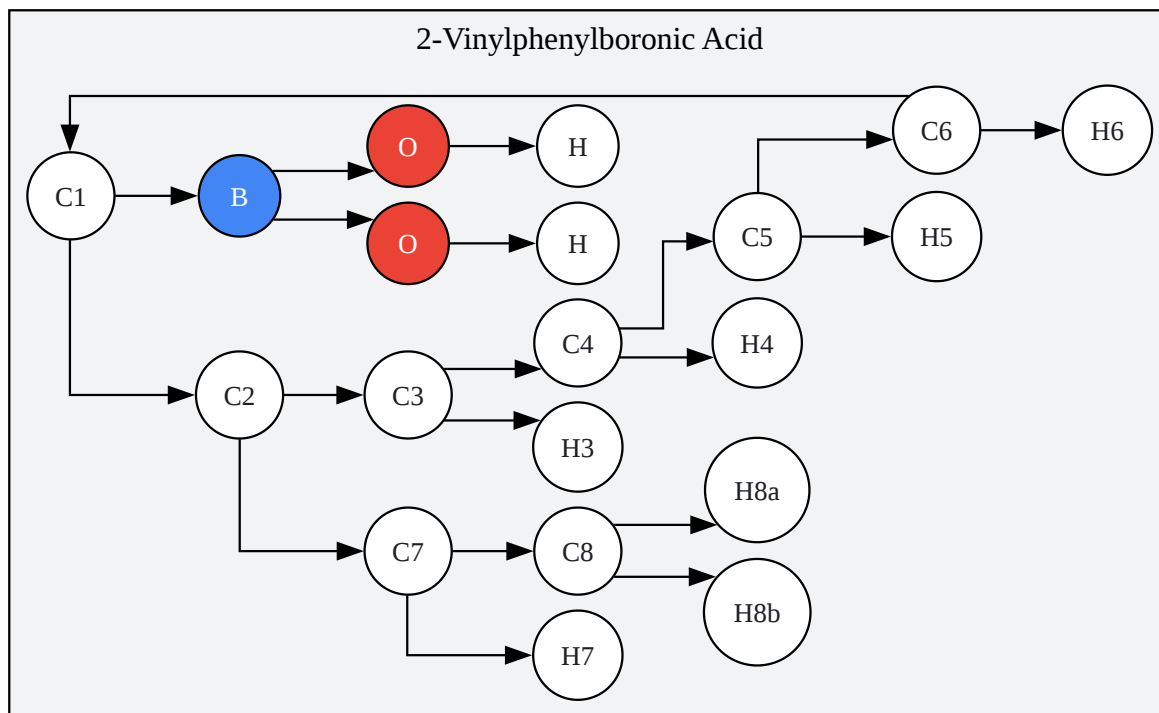 2-Vinylphenylboronic Acid
C6
H6
O
H
C1
B
C5
H5
O
H
C4
H4
C2
C3
H3
H8a
C7
C8
H8b
H7